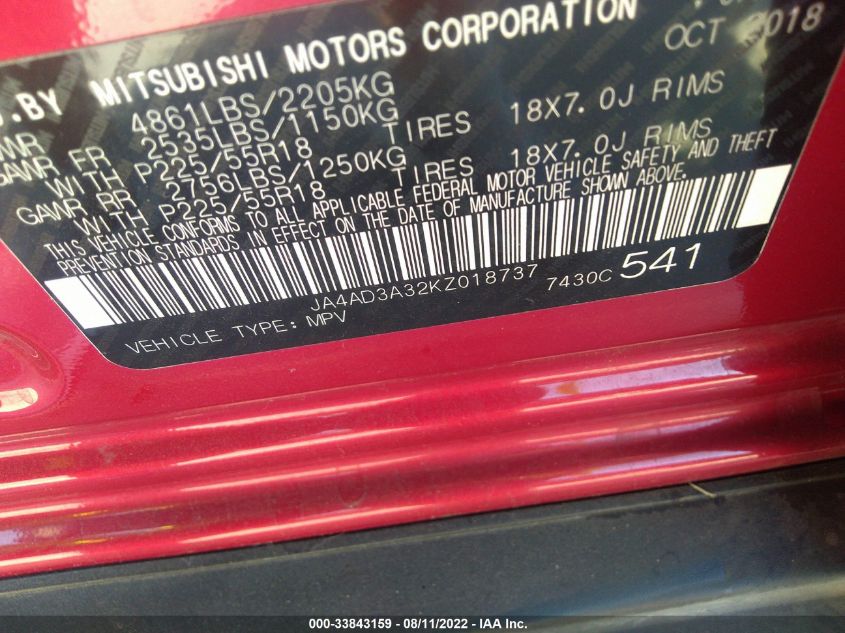 D.BY MITSUBISHI MOTORS CORPORATION
OCT 2018
GVWR 4861LBS/2205KG
GAWR FR 2535LBS/1150KG
WITH P225/55R18 TIRES 18X7.0J RIMS
GAWR RR 2756LBS/1250KG
WITH P225/55R18 TIRES 18X7.0J RIMS
THIS VEHICLE CONFORMS TO ALL APPLICABLE FEDERAL MOTOR VEHICLE SAFETY AND THEFT
PREVENTION STANDARDS IN EFFECT ON THE DATE OF MANUFACTURE SHOWN ABOVE.
JA4AD3A32KZ018737 7430C 541
VEHICLE TYPE: MPV
000-33843159 - 08/11/2022 - IAA Inc.